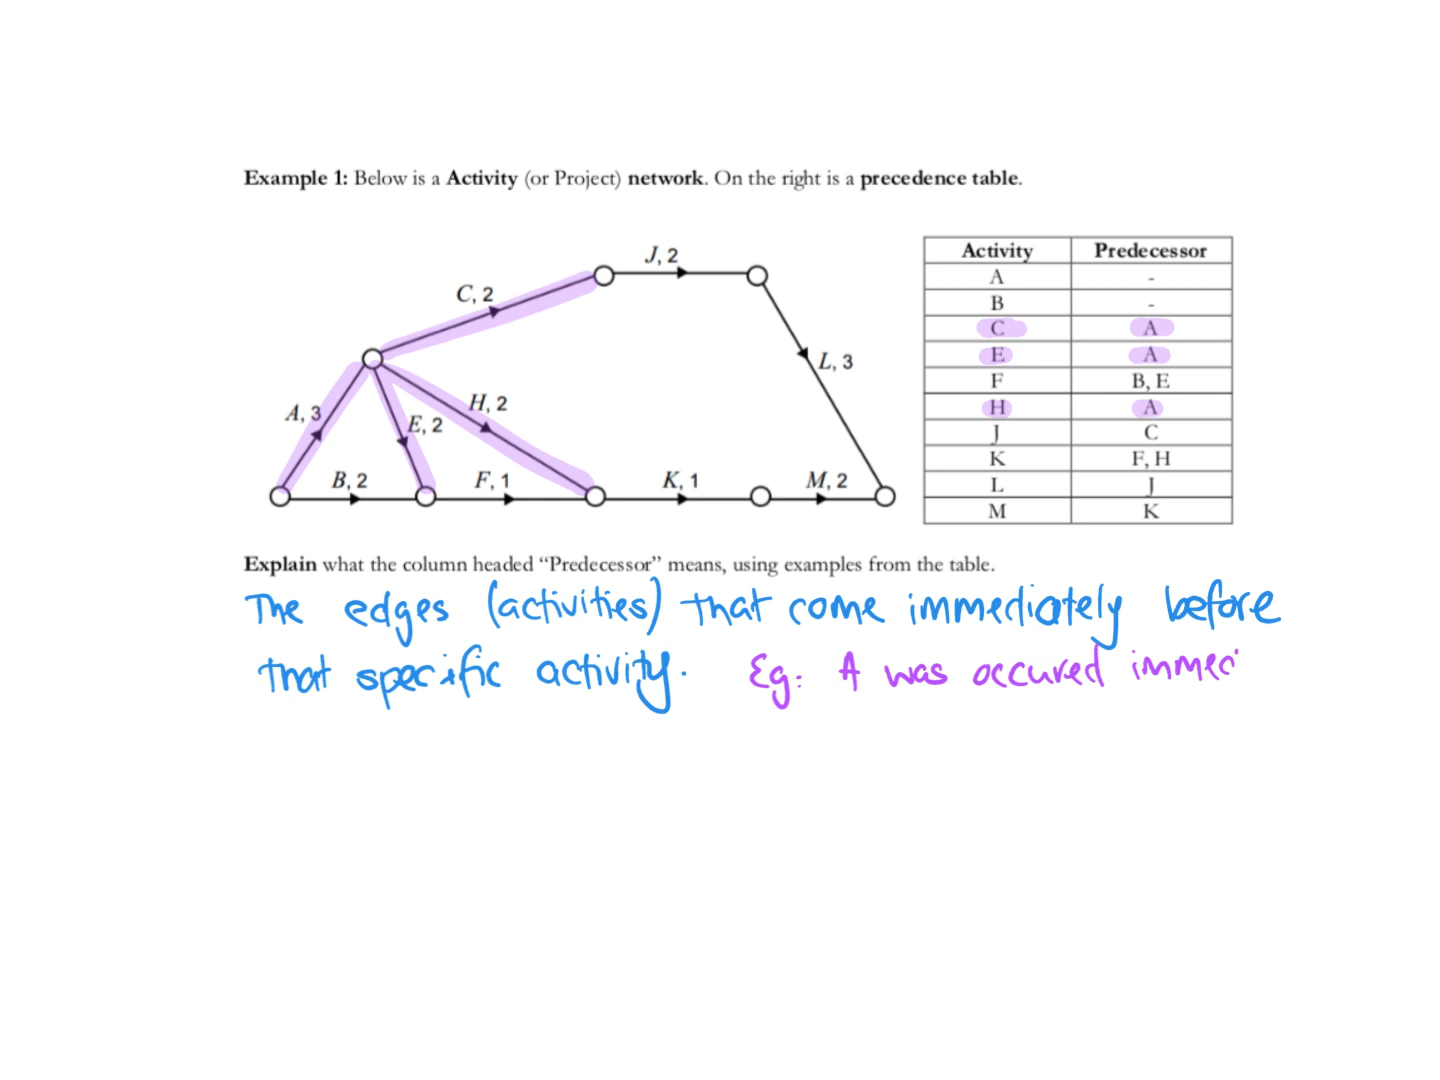 Example 1: Below is a Activity (or Project) network. On the right is a precedence table.
J, 2
C, 2
L, 3
A, 3
H, 2
E, 2
B, 2
F, 1
K, 1
M, 2
Activity Predecessor
A -
B -
C A
E A
F B, E
H A
J C
K F, H
L J
M K
Explain what the column headed “Predecessor” means, using examples from the table.
The edges (activities) that come immediately before
that specific activity. Eg: A was occured